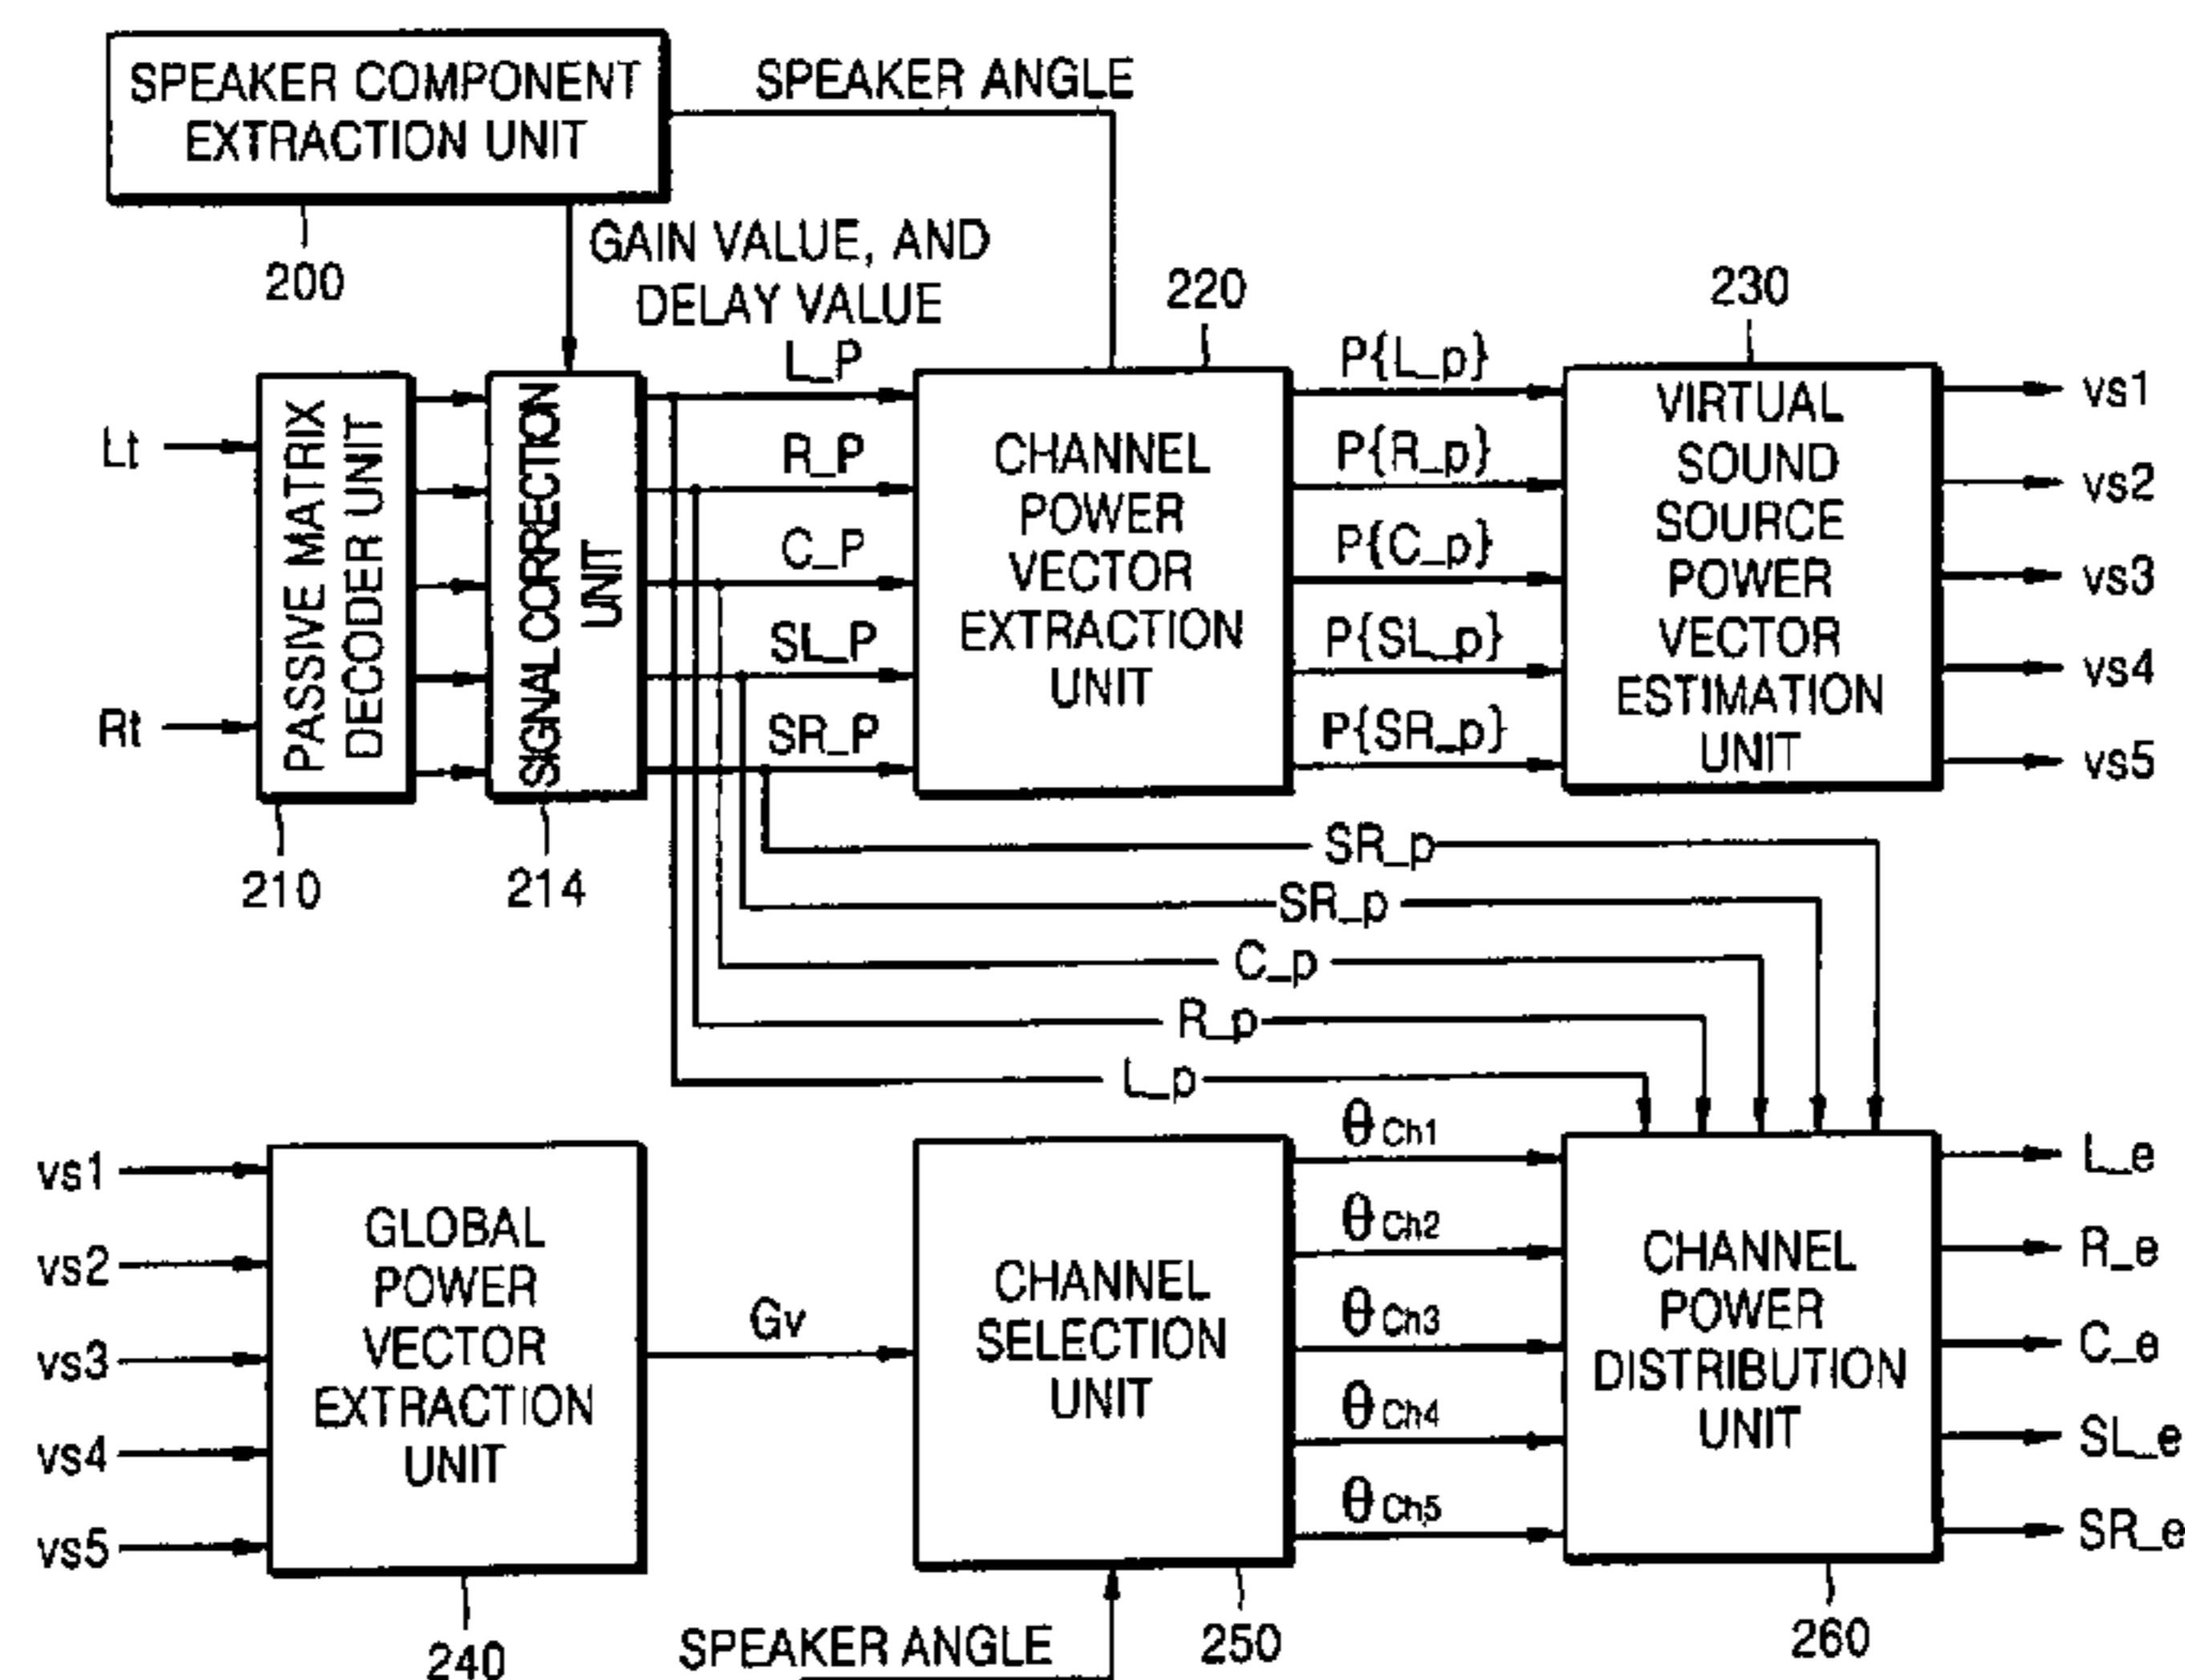 SPEAKER COMPONENT
EXTRACTION UNIT
SPEAKER ANGLE
200
GAIN VALUE, AND
DELAY VALUE
220
230
Lt
Rt
PASSIVE MATRIX
DECODER UNIT
210
SIGNAL CORRECTION
UNIT
214
L_P
R_P
C_P
SL_P
SR_P
CHANNEL
POWER
VECTOR
EXTRACTION
UNIT
P{L_p}
P{R_p}
P{C_p}
P{SL_p}
P{SR_p}
VIRTUAL
SOUND
SOURCE
POWER
VECTOR
ESTIMATION
UNIT
vs1
vs2
vs3
vs4
vs5
SR_p
SR_p
C_p
R_p
L_p
vs1
vs2
vs3
vs4
vs5
GLOBAL
POWER
VECTOR
EXTRACTION
UNIT
240
Gv
CHANNEL
SELECTION
UNIT
250
SPEAKER ANGLE
θCh1
θCh2
θCh3
θCh4
θCh5
CHANNEL
POWER
DISTRIBUTION
UNIT
260
L_e
R_e
C_e
SL_e
SR_e